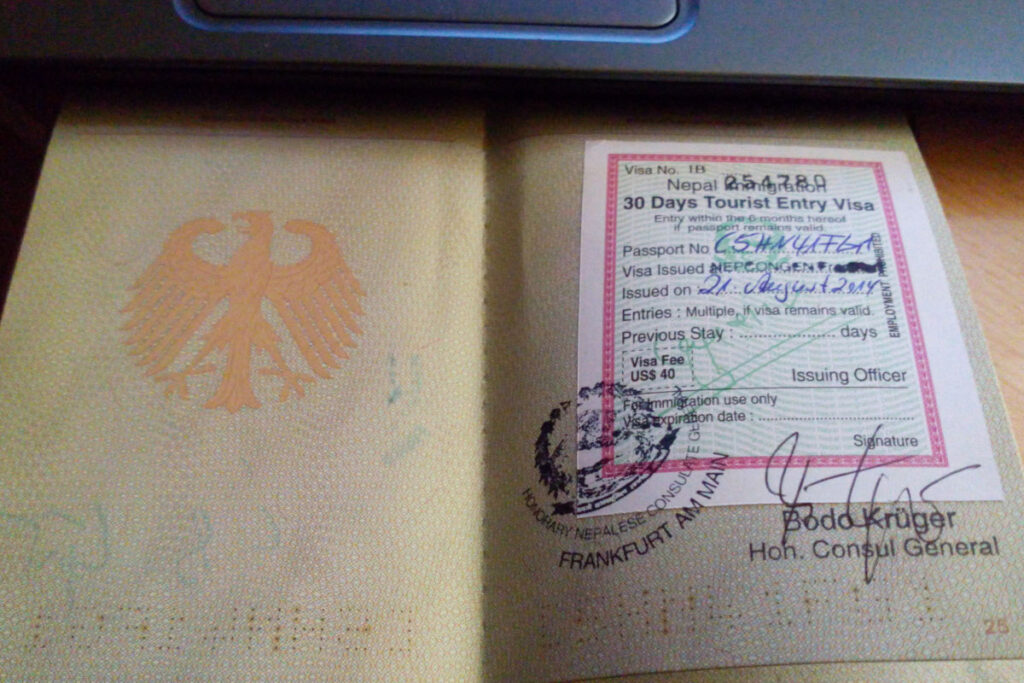 Visa No. 1B 254780
Nepal Immigration
30 Days Tourist Entry Visa
Entry within the 6 months hereof
if passport remains valid.
Passport No
Visa Issued NEPCONGEN.
Issued on 21. August 2014
Entries : Multiple, if visa remains valid.
Previous Stay : .................. days
EMPLOYMENT PROHIBITED
Visa Fee
US$ 40
Issuing Officer
For Immigration use only
Visa expiration date : ..............................
Signature
HONORARY NEPALESE CONSULATE GENERAL
FRANKFURT AM MAIN
Bodo Krüger
Hon. Consul General
25